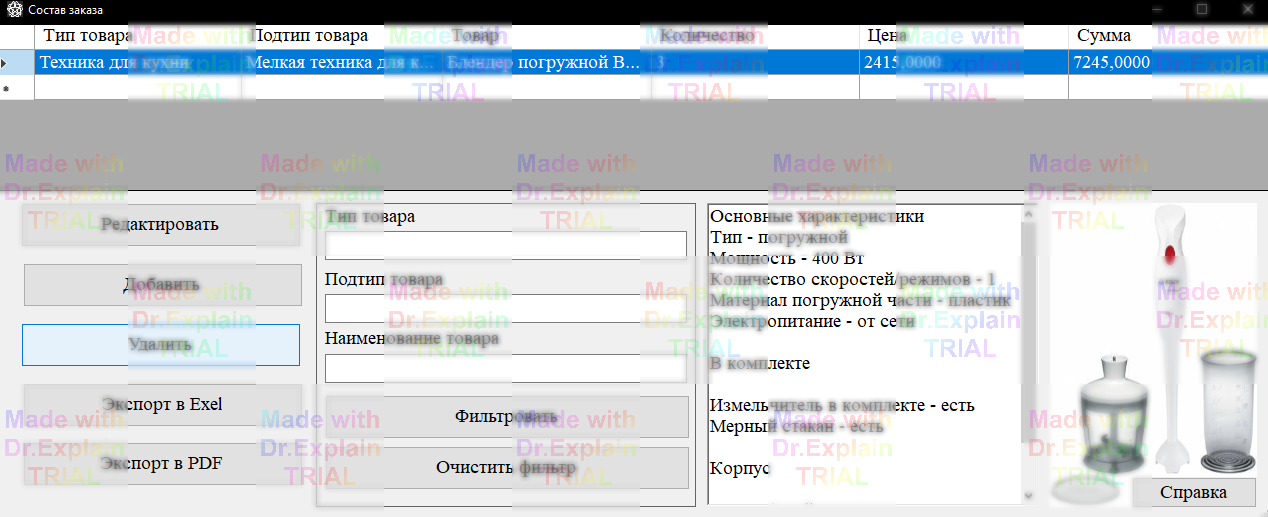 Состав заказа
Тип товара Подтип товара Товар Количество Цена Сумма
Техника для кухни Мелкая техника для к... Блендер погружной B... 3 2415,0000 7245,0000
Made with Dr.Explain TRIAL
Редактировать
Добавить
Удалить
Экспорт в Exel
Экспорт в PDF
Тип товара
Подтип товара
Наименование товара
Фильтровать
Очистить фильтр
Основные характеристики
Тип - погружной
Мощность - 400 Вт
Количество скоростей/режимов - 1
Материал погружной части - пластик
Электропитание - от сети
В комплекте
Измельчитель в комплекте - есть
Мерный стакан - есть
Корпус
Справка